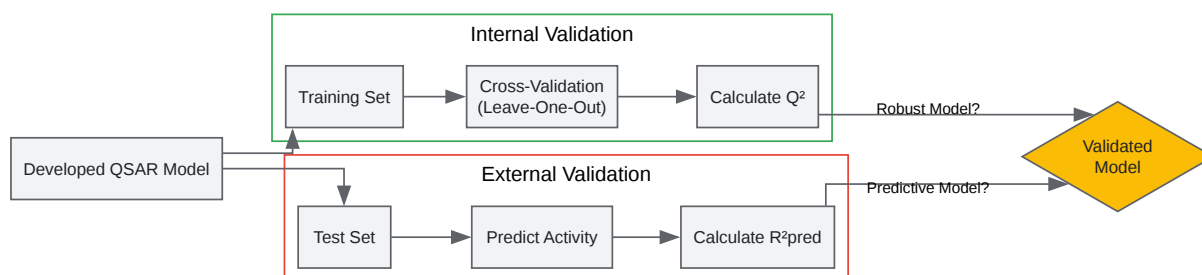 Internal Validation
Training Set
Cross-Validation
(Leave-One-Out)
Calculate Q²
Robust Model?
Developed QSAR Model
Validated
Model
External Validation
Predictive Model?
Test Set
Predict Activity
Calculate R²pred